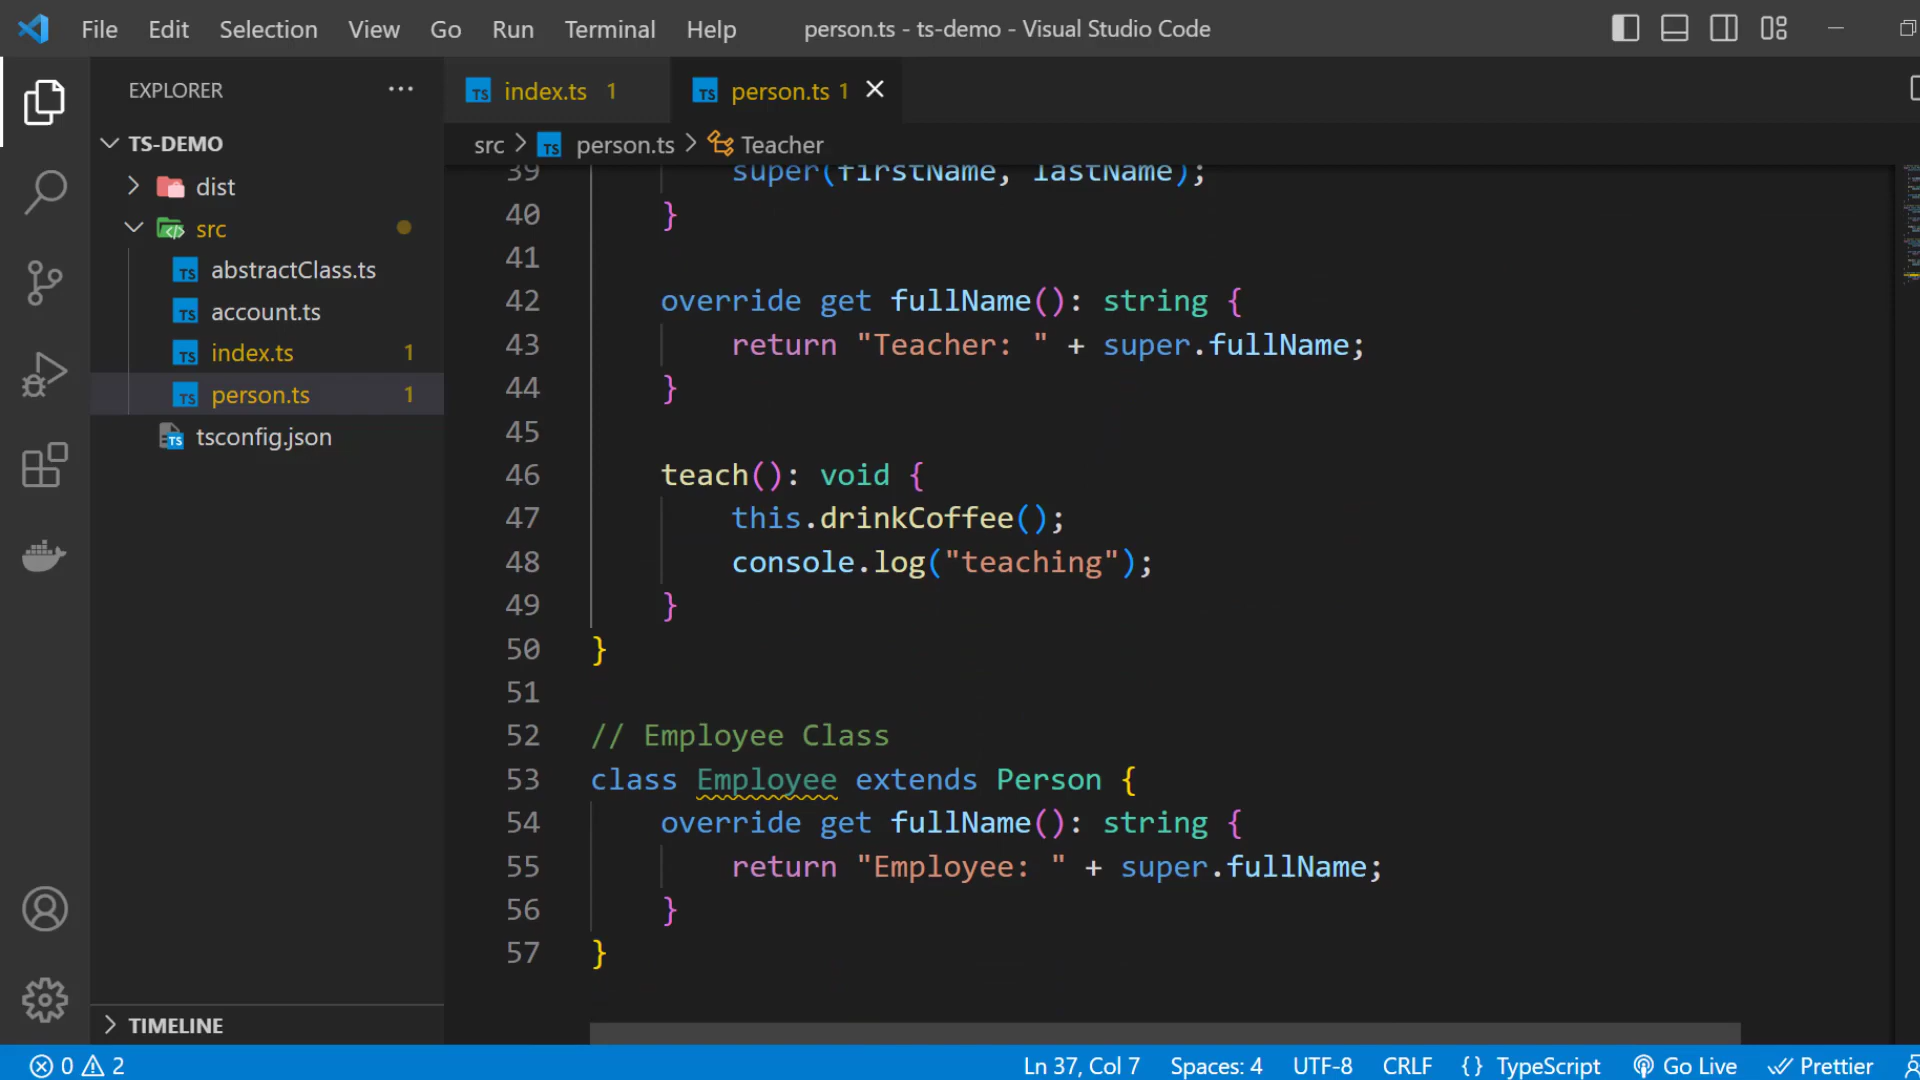 File Edit Selection View Go Run Terminal Help person.ts - ts-demo - Visual Studio Code
EXPLORER ···
index.ts 1 person.ts 1
TS-DEMO
src > person.ts > Teacher
dist
src
abstractClass.ts
account.ts
index.ts 1
person.ts 1
tsconfig.json
39 super(firstName, lastName);
40 }
41
42 override get fullName(): string {
43 return "Teacher: " + super.fullName;
44 }
45
46 teach(): void {
47 this.drinkCoffee();
48 console.log("teaching");
49 }
50 }
51
52 // Employee Class
53 class Employee extends Person {
54 override get fullName(): string {
55 return "Employee: " + super.fullName;
56 }
57 }
TIMELINE
0 2 Ln 37, Col 7 Spaces: 4 UTF-8 CRLF {} TypeScript Go Live Prettier